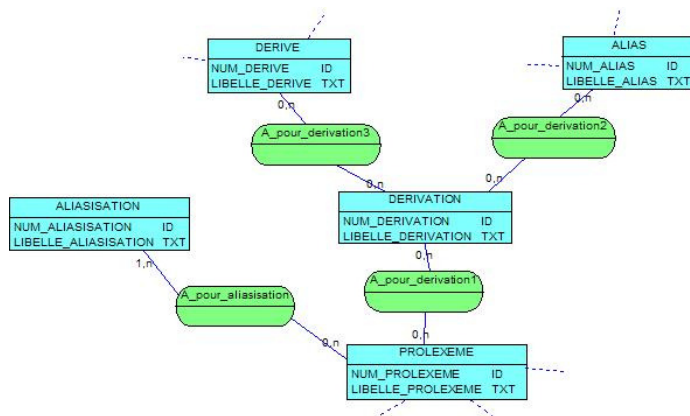 DERIVE
NUM_DERIVE ID
LIBELLE_DERIVE TXT
0,n
ALIAS
NUM_ALIAS ID
LIBELLE_ALIAS TXT
0,n
A_pour_derivation3
A_pour_derivation2
0,n
0,n
ALIASISATION
NUM_ALIASISATION ID
LIBELLE_ALIASISATION TXT
1,n
DERIVATION
NUM_DERIVATION ID
LIBELLE_DERIVATION TXT
0,n
A_pour_derivation1
A_pour_aliasisation
0,n
0,n
PROLEXEME
NUM_PROLEXEME ID
LIBELLE_PROLEXEME TXT